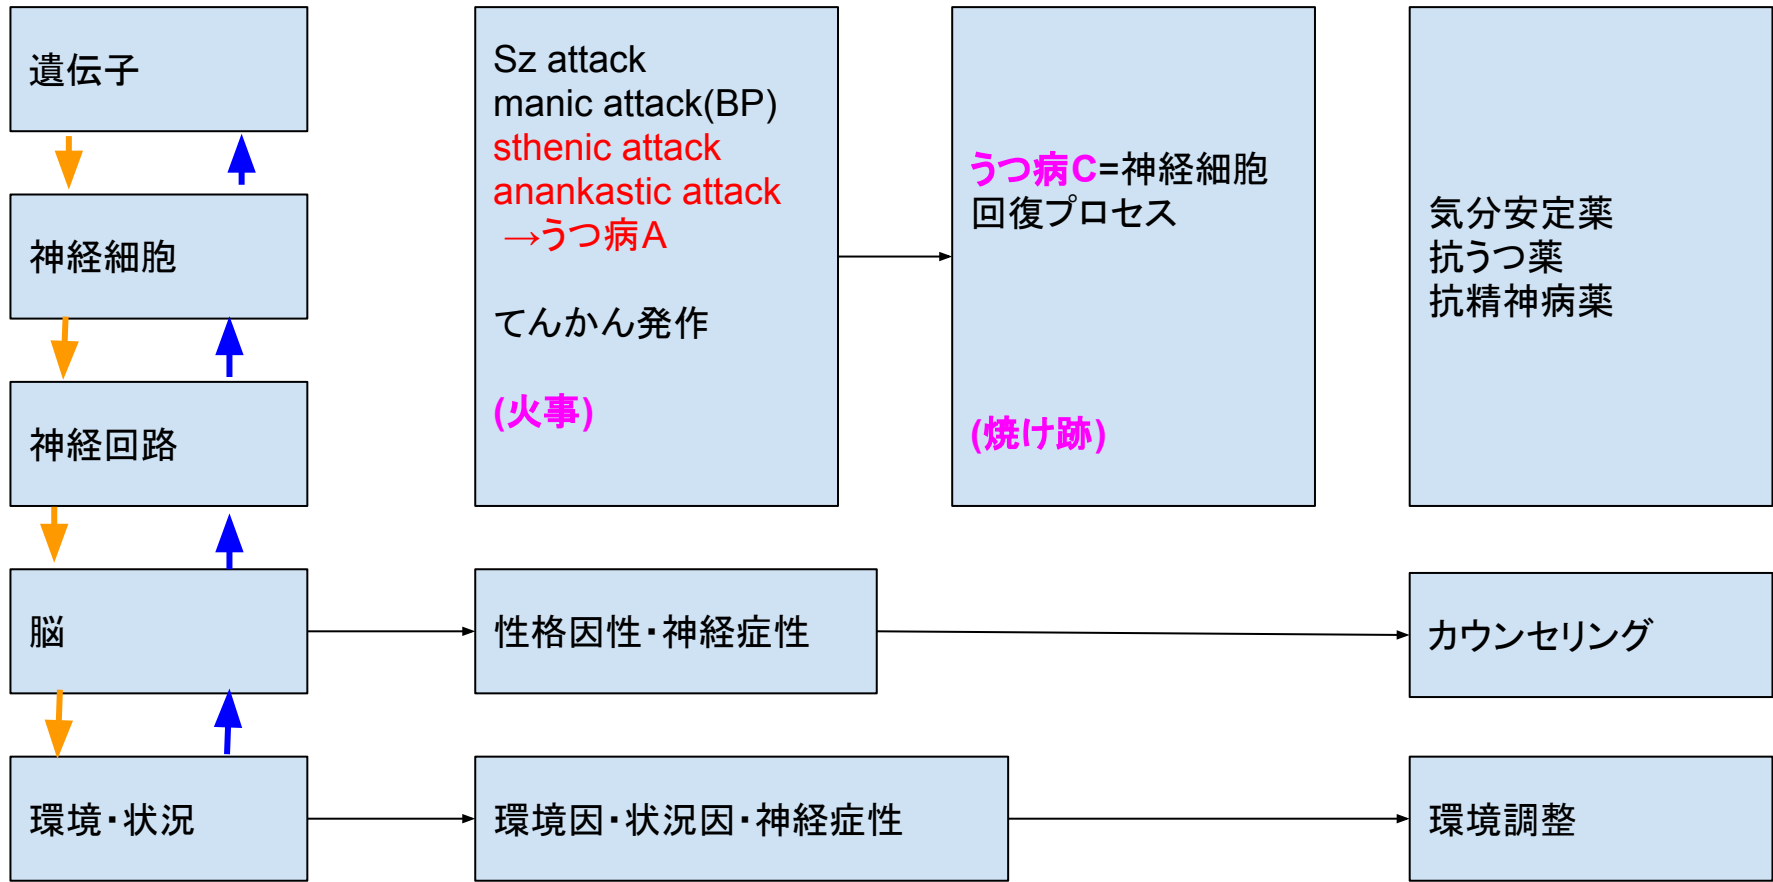 遺伝子
神経細胞
神経回路
脳
環境・状況
Sz attack
manic attack(BP)
sthenic attack
anankastic attack
→うつ病A
てんかん発作
(火事)
うつ病C=神経細胞
回復プロセス
(焼け跡)
気分安定薬
抗うつ薬
抗精神病薬
性格因性・神経症性
カウンセリング
環境因・状況因・神経症性
環境調整